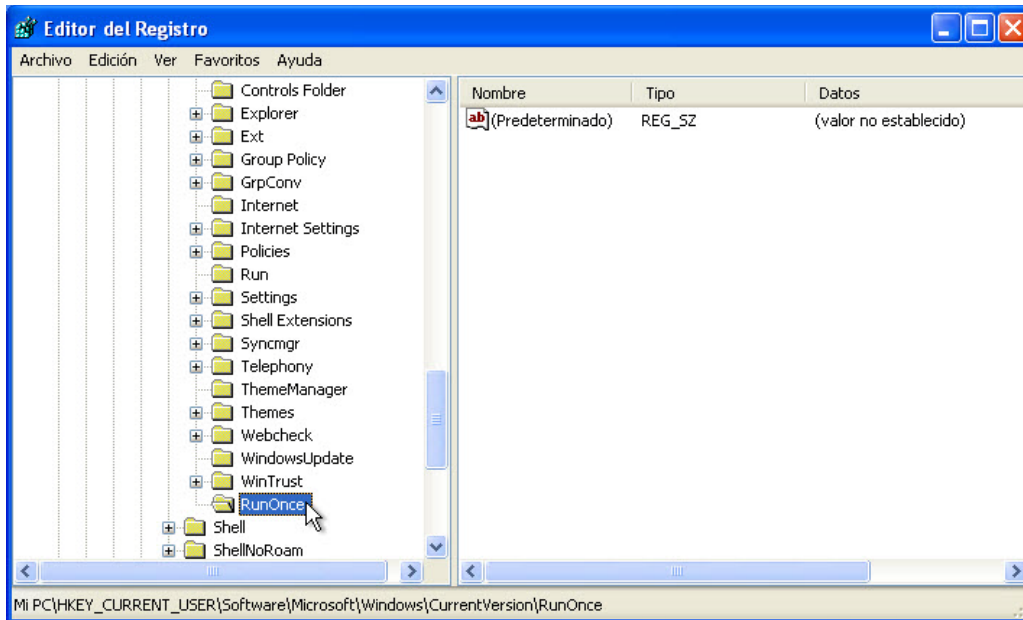 Editor del Registro
Archivo Edición Ver Favoritos Ayuda
Controls Folder
Explorer
Ext
Group Policy
GrpConv
Internet
Internet Settings
Policies
Run
Settings
Shell Extensions
Syncmgr
Telephony
ThemeManager
Themes
Webcheck
WindowsUpdate
WinTrust
RunOnce
Shell
ShellNoRoam
Nombre Tipo Datos
ab (Predeterminado) REG_SZ (valor no establecido)
Mi PC\HKEY_CURRENT_USER\Software\Microsoft\Windows\CurrentVersion\RunOnce